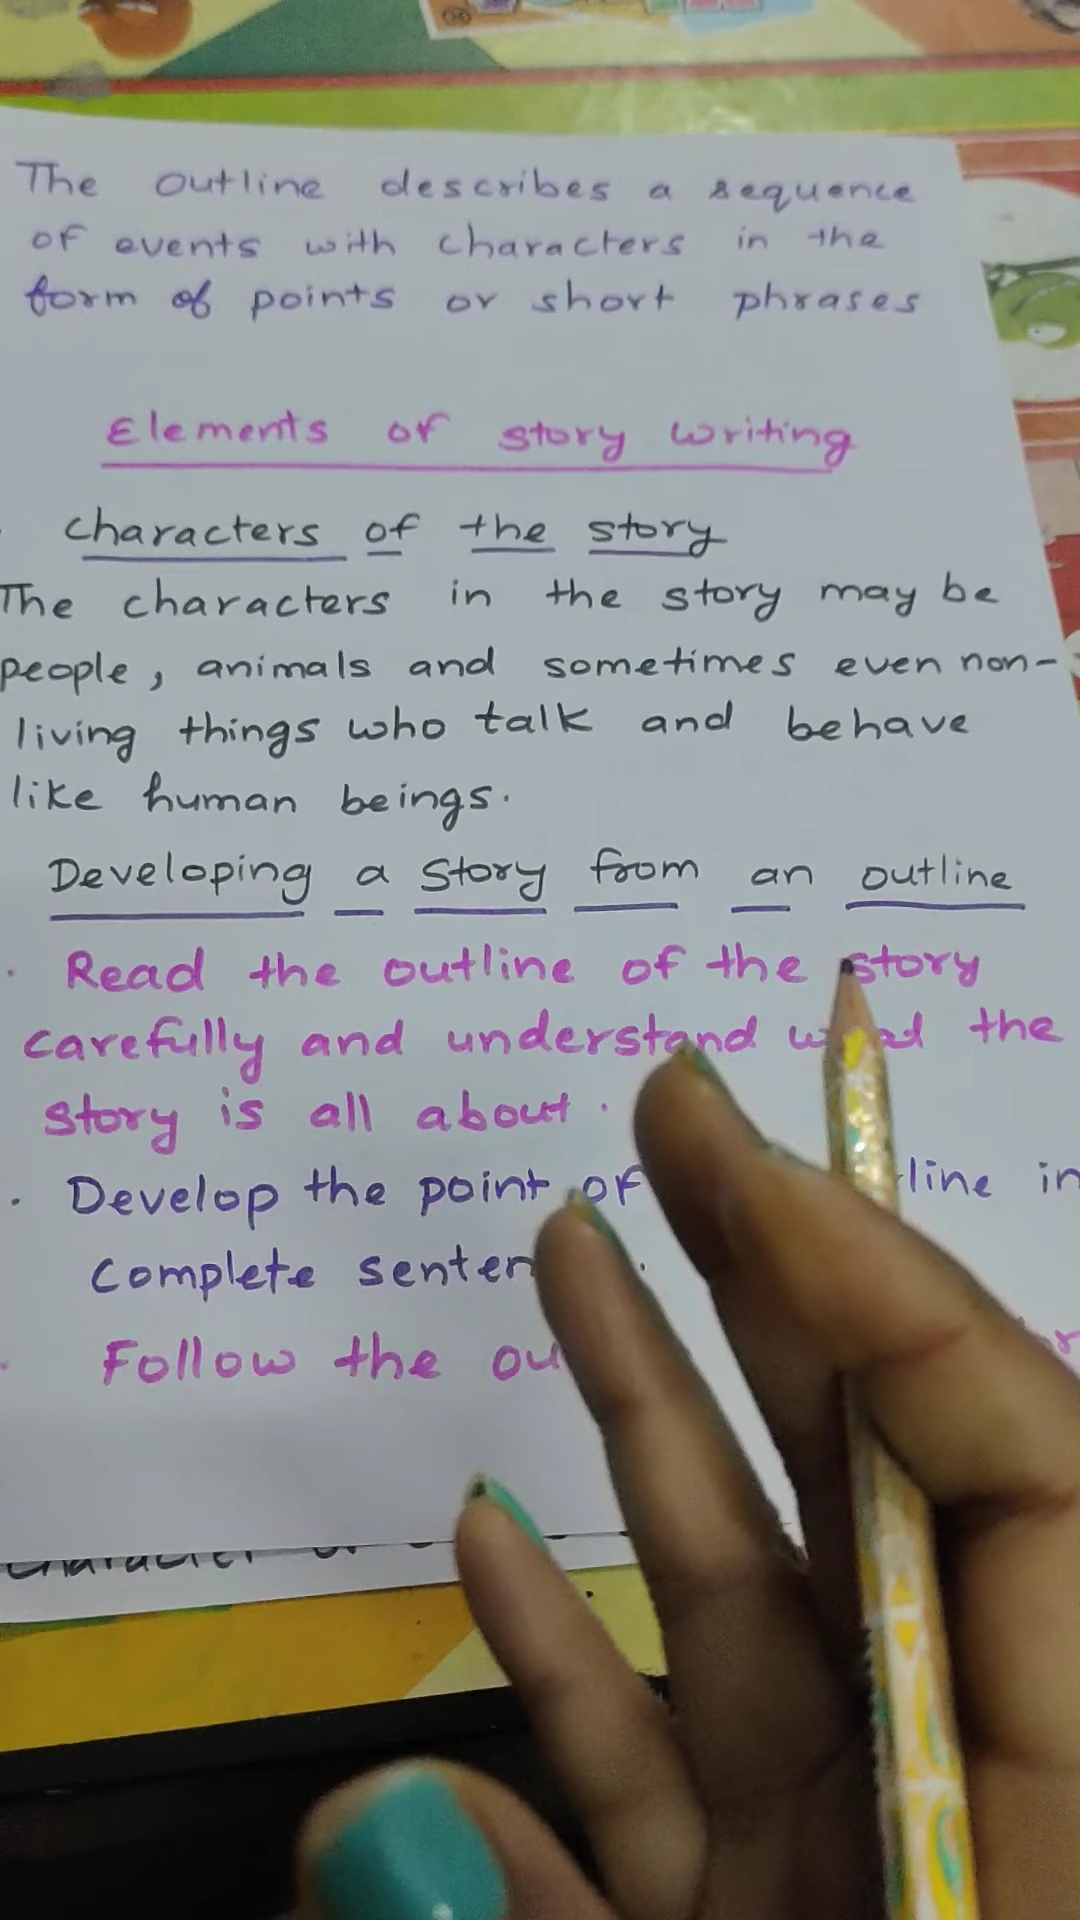 The outline describes a sequence
of events with characters in the
form of points or short phrases
Elements of story writing
characters of the story
The characters in the story may be
people, animals and sometimes even non-
living things who talk and behave
like human beings.
Developing a story from an outline
. Read the outline of the story
carefully and understand the
story is all about.
. Develop the point of line in
complete
. Follow the